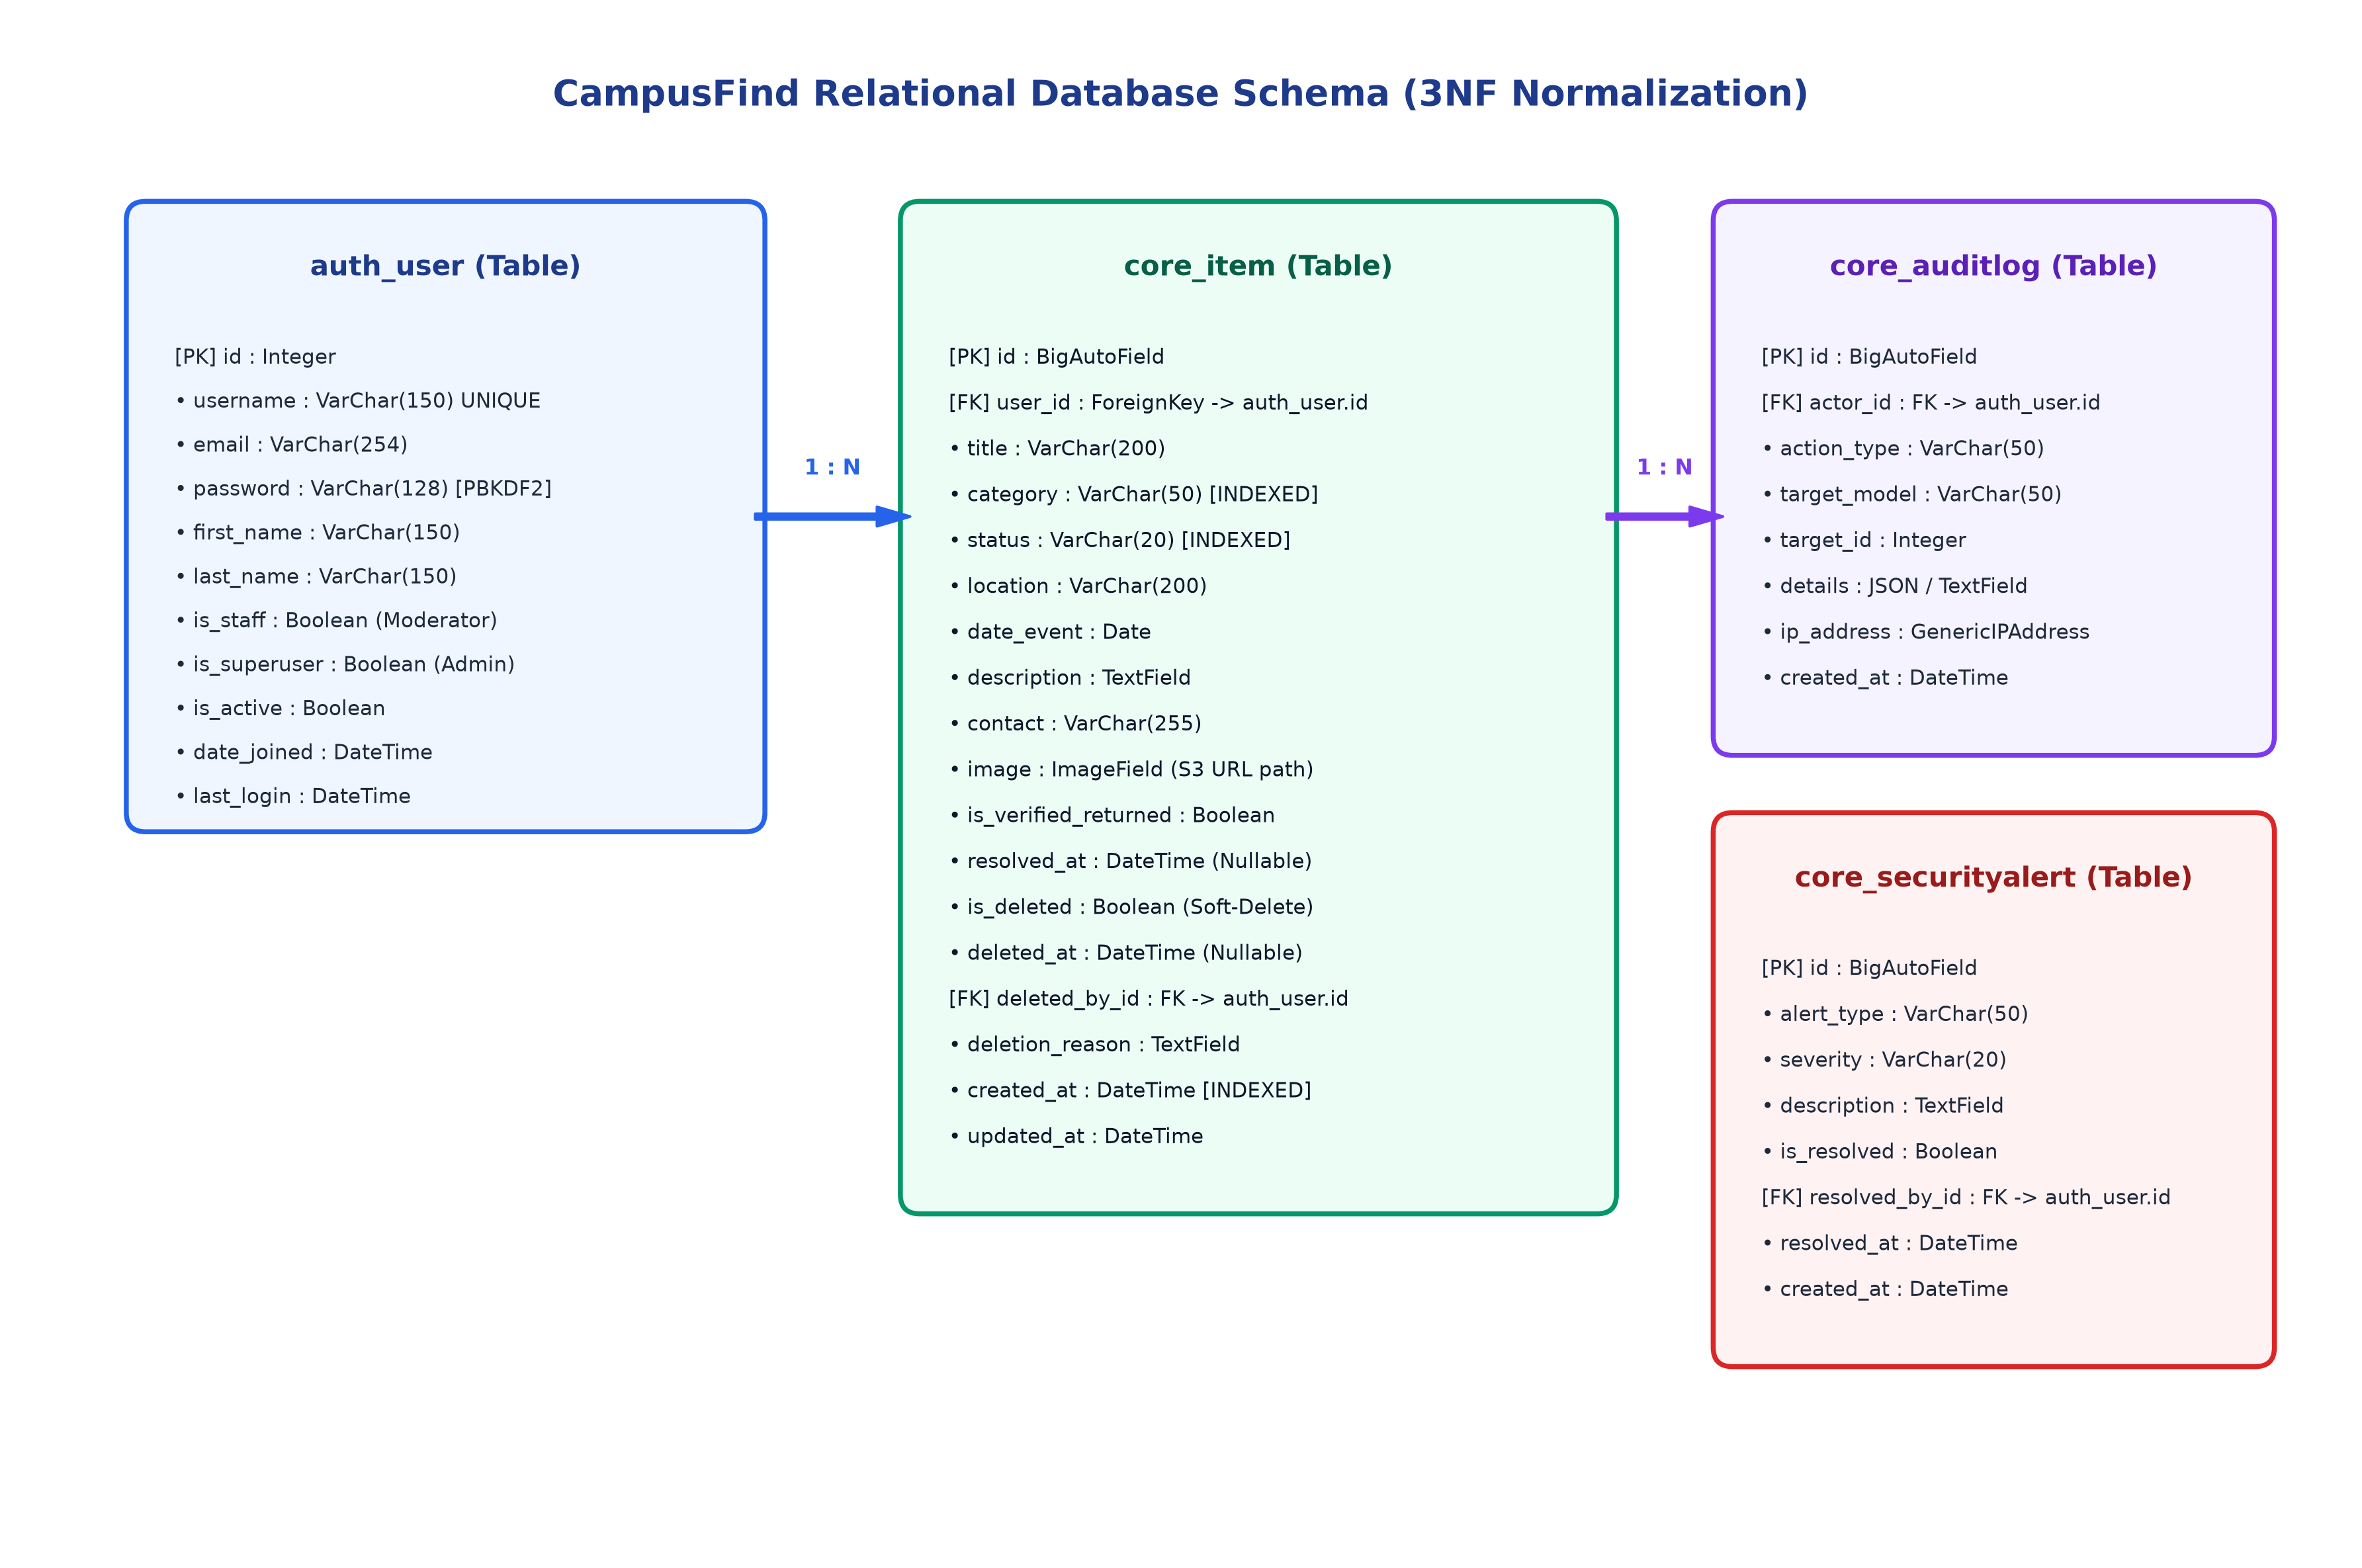 CampusFind Relational Database Schema (3NF Normalization)
auth_user (Table)
[PK] id : Integer
• username : VarChar(150) UNIQUE
• email : VarChar(254)
• password : VarChar(128) [PBKDF2]
• first_name : VarChar(150)
• last_name : VarChar(150)
• is_staff : Boolean (Moderator)
• is_superuser : Boolean (Admin)
• is_active : Boolean
• date_joined : DateTime
• last_login : DateTime
1 : N
core_item (Table)
[PK] id : BigAutoField
[FK] user_id : ForeignKey -> auth_user.id
• title : VarChar(200)
• category : VarChar(50) [INDEXED]
• status : VarChar(20) [INDEXED]
• location : VarChar(200)
• date_event : Date
• description : TextField
• contact : VarChar(255)
• image : ImageField (S3 URL path)
• is_verified_returned : Boolean
• resolved_at : DateTime (Nullable)
• is_deleted : Boolean (Soft-Delete)
• deleted_at : DateTime (Nullable)
[FK] deleted_by_id : FK -> auth_user.id
• deletion_reason : TextField
• created_at : DateTime [INDEXED]
• updated_at : DateTime
1 : N
core_auditlog (Table)
[PK] id : BigAutoField
[FK] actor_id : FK -> auth_user.id
• action_type : VarChar(50)
• target_model : VarChar(50)
• target_id : Integer
• details : JSON / TextField
• ip_address : GenericIPAddress
• created_at : DateTime
core_securityalert (Table)
[PK] id : BigAutoField
• alert_type : VarChar(50)
• severity : VarChar(20)
• description : TextField
• is_resolved : Boolean
[FK] resolved_by_id : FK -> auth_user.id
• resolved_at : DateTime
• created_at : DateTime